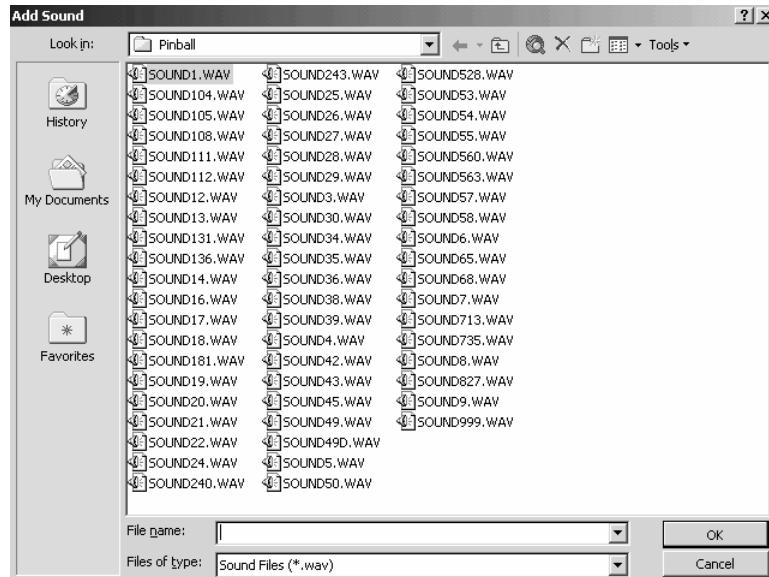 Add Sound
Look in: Pinball Tools
History
My Documents
Desktop
Favorites
SOUND1.WAV
SOUND104.WAV
SOUND105.WAV
SOUND108.WAV
SOUND111.WAV
SOUND112.WAV
SOUND12.WAV
SOUND13.WAV
SOUND131.WAV
SOUND136.WAV
SOUND14.WAV
SOUND16.WAV
SOUND17.WAV
SOUND18.WAV
SOUND181.WAV
SOUND19.WAV
SOUND20.WAV
SOUND21.WAV
SOUND22.WAV
SOUND24.WAV
SOUND240.WAV
SOUND243.WAV
SOUND25.WAV
SOUND26.WAV
SOUND27.WAV
SOUND28.WAV
SOUND29.WAV
SOUND3.WAV
SOUND30.WAV
SOUND34.WAV
SOUND35.WAV
SOUND36.WAV
SOUND38.WAV
SOUND39.WAV
SOUND4.WAV
SOUND42.WAV
SOUND43.WAV
SOUND45.WAV
SOUND49.WAV
SOUND49D.WAV
SOUND5.WAV
SOUND50.WAV
SOUND528.WAV
SOUND53.WAV
SOUND54.WAV
SOUND55.WAV
SOUND560.WAV
SOUND563.WAV
SOUND57.WAV
SOUND58.WAV
SOUND6.WAV
SOUND65.WAV
SOUND68.WAV
SOUND7.WAV
SOUND713.WAV
SOUND735.WAV
SOUND8.WAV
SOUND827.WAV
SOUND9.WAV
SOUND999.WAV
File name: OK
Files of type: Sound Files (*.wav) Cancel